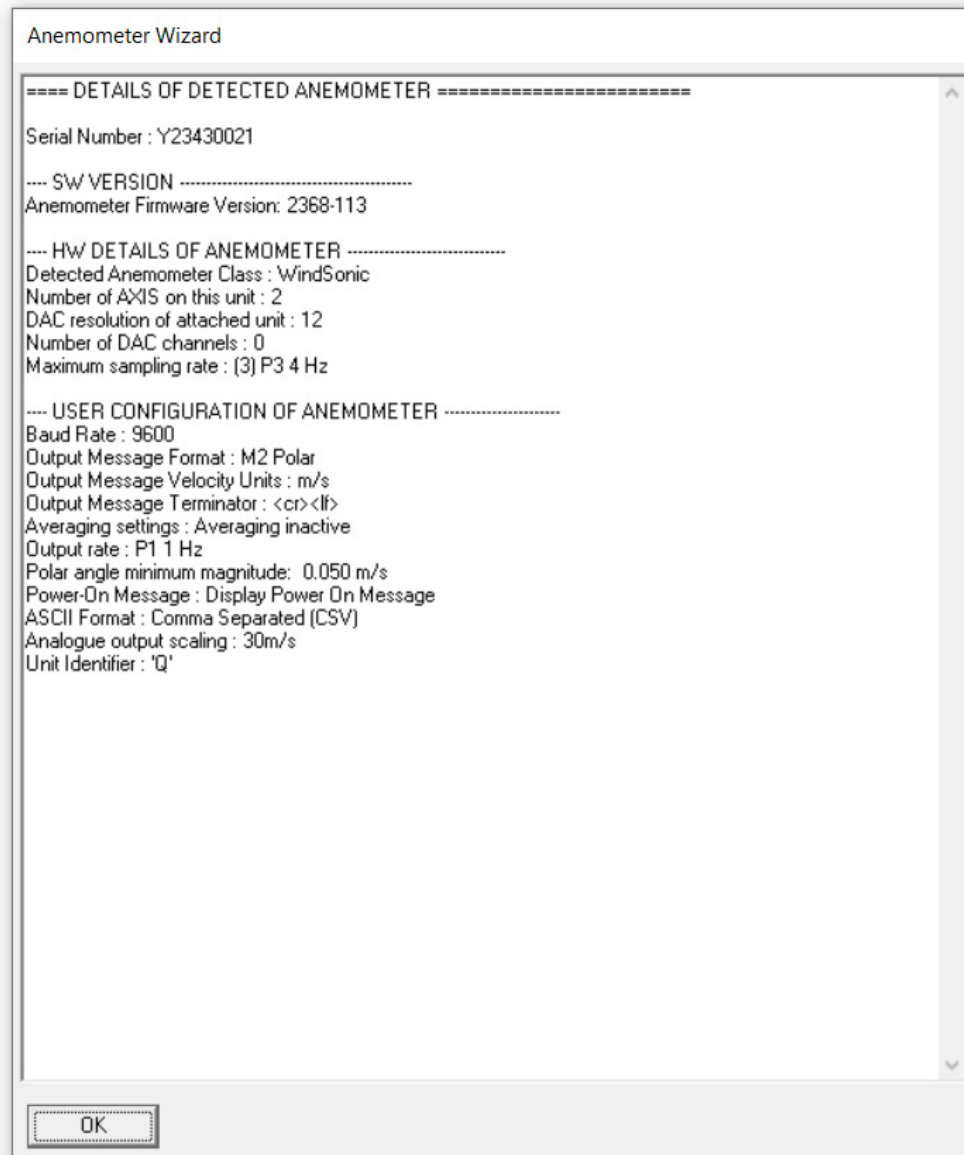 Anemometer Wizard
==== DETAILS OF DETECTED ANEMOMETER ========================
Serial Number : Y23430021
---- SW VERSION --------------------------------------------
Anemometer Firmware Version: 2368-113
---- HW DETAILS OF ANEMOMETER ------------------------------
Detected Anemometer Class : WindSonic
Number of AXIS on this unit : 2
DAC resolution of attached unit : 12
Number of DAC channels : 0
Maximum sampling rate : (3) P3 4 Hz
---- USER CONFIGURATION OF ANEMOMETER ----------------------
Baud Rate : 9600
Output Message Format : M2 Polar
Output Message Velocity Units : m/s
Output Message Terminator : <cr><lf>
Averaging settings : Averaging inactive
Output rate : P1 1 Hz
Polar angle minimum magnitude:  0.050 m/s
Power-On Message : Display Power On Message
ASCII Format : Comma Separated (CSV)
Analogue output scaling : 30m/s
Unit Identifier : 'Q'
OK